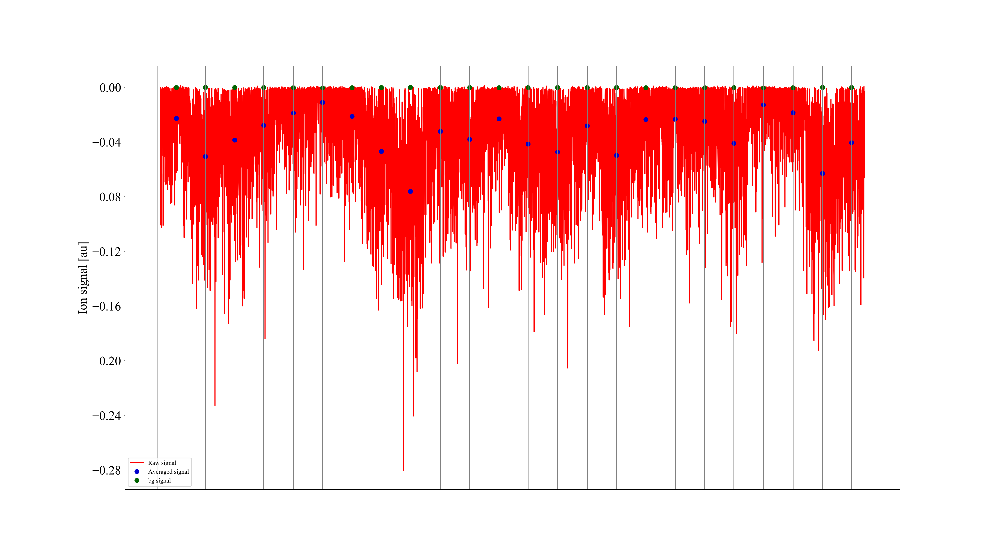 0.00
−0.04
−0.08
−0.12
−0.16
−0.20
−0.24
−0.28
Ion signal [au]
Raw signal
Averaged signal
bg signal